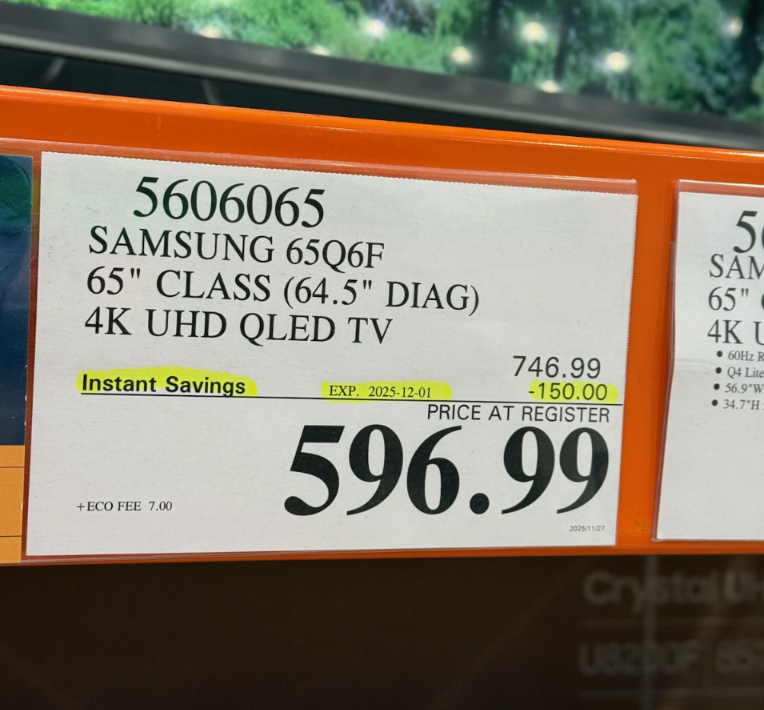 5606065
SAMSUNG 65Q6F
65" CLASS (64.5" DIAG)
4K UHD QLED TV
746.99
Instant Savings EXP. 2025-12-01 -150.00
PRICE AT REGISTER
596.99
+ECO FEE 7.00
2025/11/27
65"
4K
• 60Hz
• Q4 Lite
• 56.9"W
• 34.7"H
Crystal